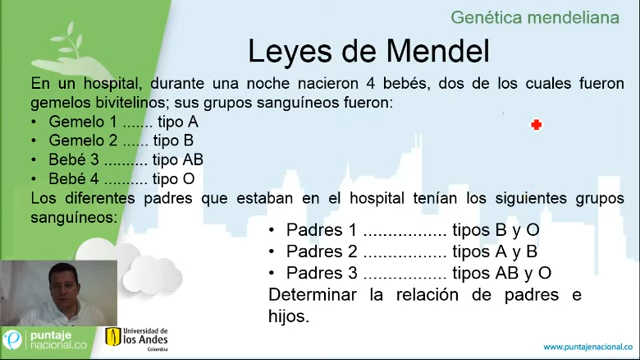 Genética mendeliana
Leyes de Mendel
En un hospital, durante una noche nacieron 4 bebés, dos de los cuales fueron
gemelos bivitelinos; sus grupos sanguíneos fueron:
• Gemelo 1 ....... tipo A
• Gemelo 2 ...... tipo B
• Bebé 3 .......... tipo AB
• Bebé 4 .......... tipo O
Los diferentes padres que estaban en el hospital tenían los siguientes grupos
sanguíneos:
• Padres 1 ................. tipos B y O
• Padres 2 ................. tipos A y B
• Padres 3 ................. tipos AB y O
Determinar la relación de padres e
hijos.
puntaje
nacional.co
Universidad de
los Andes
Colombia
www.puntajenacional.co